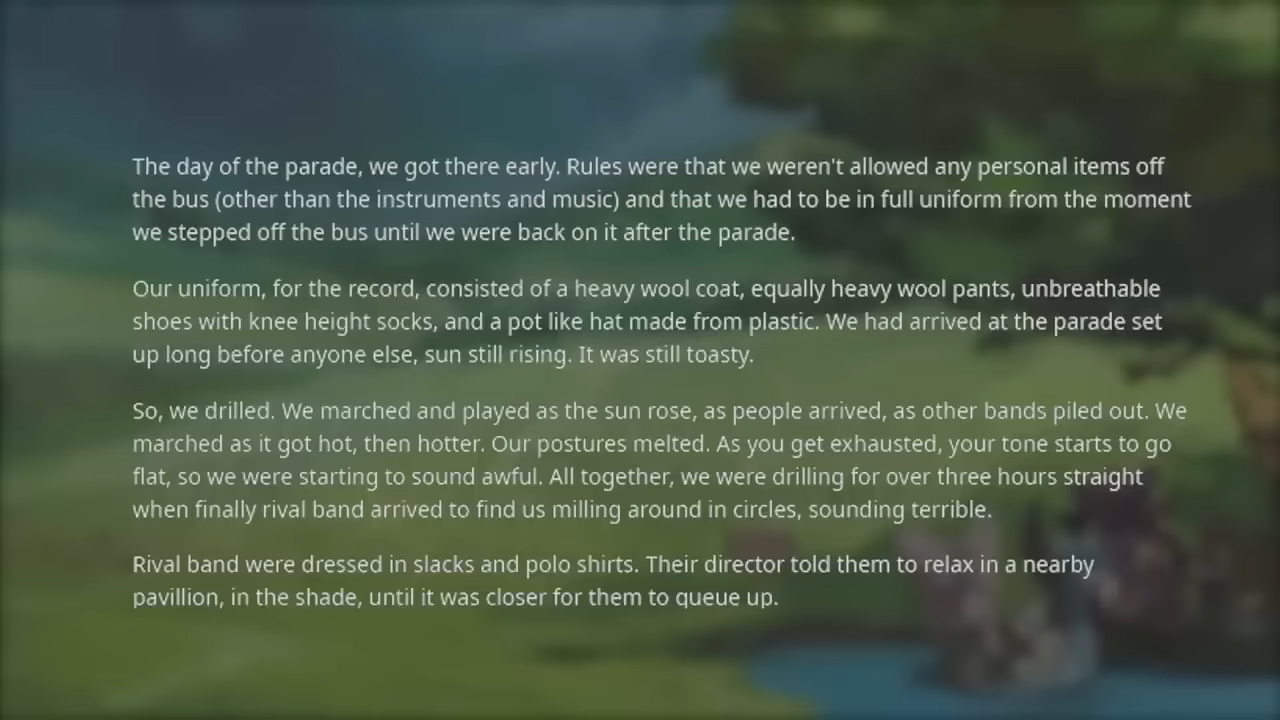 The day of the parade, we got there early. Rules were that we weren't allowed any personal items off
the bus (other than the instruments and music) and that we had to be in full uniform from the moment
we stepped off the bus until we were back on it after the parade.
Our uniform, for the record, consisted of a heavy wool coat, equally heavy wool pants, unbreathable
shoes with knee height socks, and a pot like hat made from plastic. We had arrived at the parade set
up long before anyone else, sun still rising. It was still toasty.
So, we drilled. We marched and played as the sun rose, as people arrived, as other bands piled out. We
marched as it got hot, then hotter. Our postures melted. As you get exhausted, your tone starts to go
flat, so we were starting to sound awful. All together, we were drilling for over three hours straight
when finally rival band arrived to find us milling around in circles, sounding terrible.
Rival band were dressed in slacks and polo shirts. Their director told them to relax in a nearby
pavillion, in the shade, until it was closer for them to queue up.